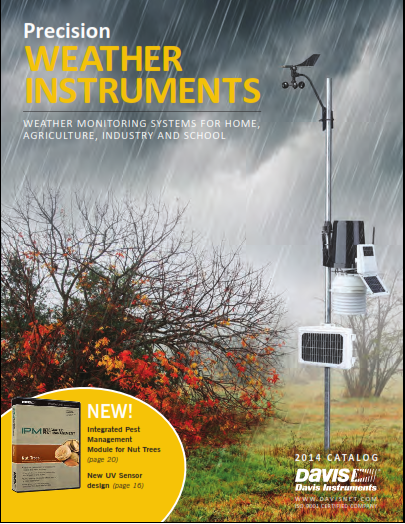 Precision
WEATHER
INSTRUMENTS
WEATHER MONITORING SYSTEMS FOR HOME,
AGRICULTURE, INDUSTRY AND SCHOOL
NEW!
Integrated Pest
Management
Module for Nut Trees
(page 20)
New UV Sensor
design (page 16)
IPM
Nut Trees
2014 CATALOG
DAVIS
Davis Instruments
WWW.DAVISNET.COM
ISO 9001 CERTIFIED COMPANY